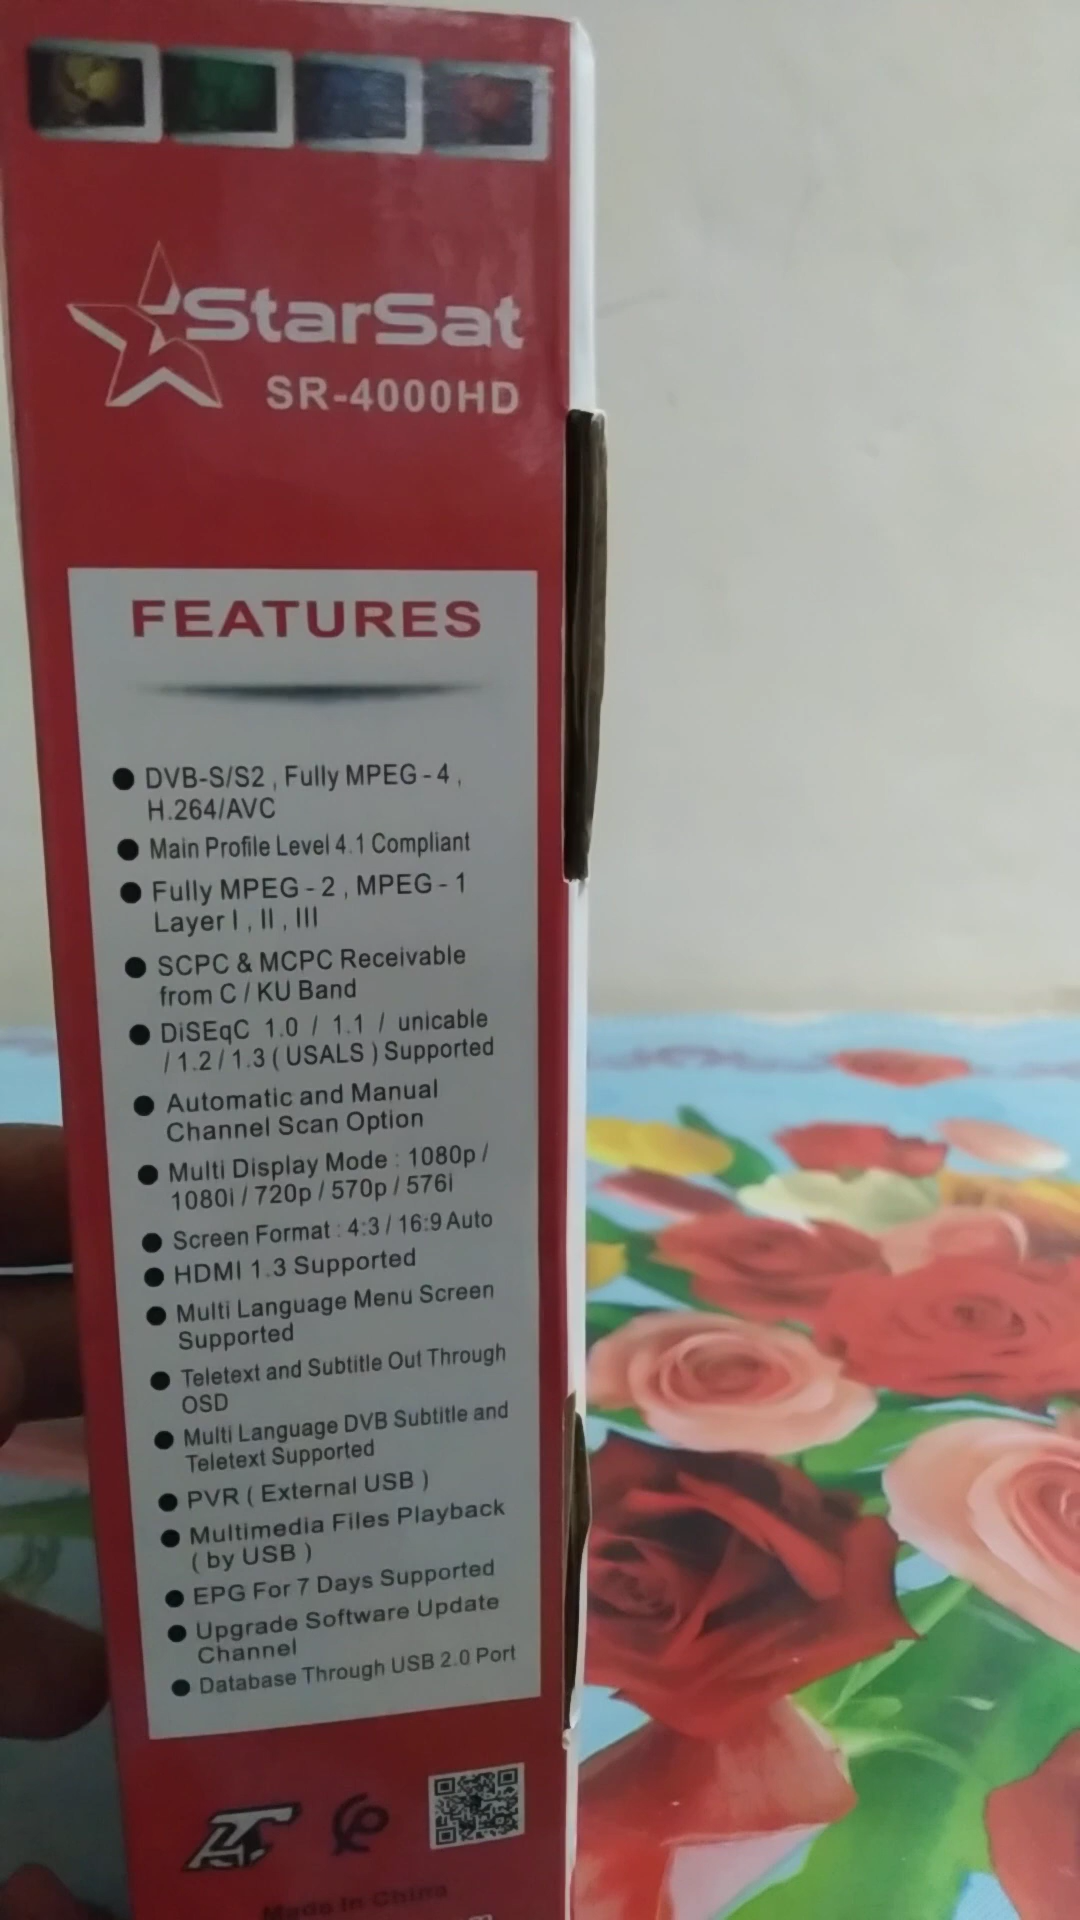 StarSat
SR-4000HD
FEATURES
● DVB-S/S2 , Fully MPEG - 4 ,
H.264/AVC
● Main Profile Level 4.1 Compliant
● Fully MPEG - 2 , MPEG - 1
Layer I , II , III
● SCPC & MCPC Receivable
from C / KU Band
● DiSEqC 1.0 / 1.1 / unicable
/ 1.2 / 1.3 ( USALS ) Supported
● Automatic and Manual
Channel Scan Option
● Multi Display Mode : 1080p /
1080i / 720p / 570p / 576i
● Screen Format : 4:3 / 16:9 Auto
● HDMI 1.3 Supported
● Multi Language Menu Screen
Supported
● Teletext and Subtitle Out Through
OSD
● Multi Language DVB Subtitle and
Teletext Supported
● PVR ( External USB )
● Multimedia Files Playback
( by USB )
● EPG For 7 Days Supported
● Upgrade Software Update
Channel
● Database Through USB 2.0 Port
Made In China